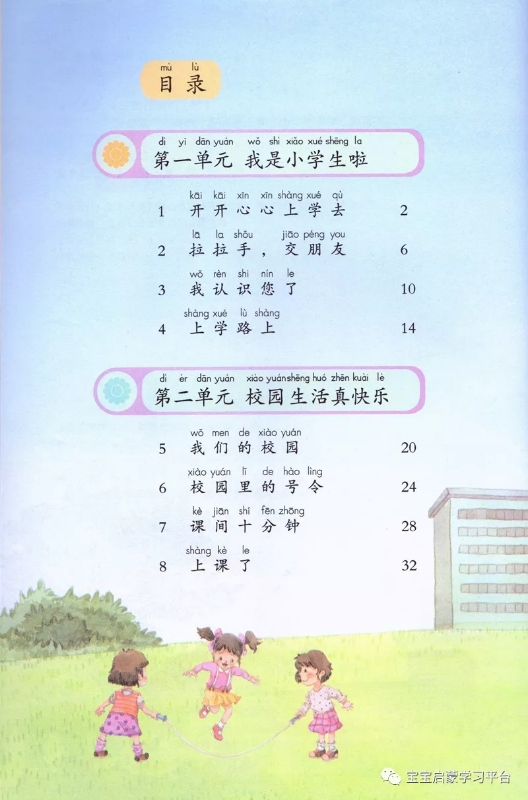 mù lù
目录
dì yī dān yuán wǒ shì xiǎo xué shēng la
第一单元 我是小学生啦
kāi kāi xīn xīn shàng xué qù
1 开开心心上学去 2
lā la shǒu jiāo péng you
2 拉拉手，交朋友 6
wǒ rèn shi nín le
3 我认识您了 10
shàng xué lù shàng
4 上学路上 14
dì èr dān yuán xiào yuán shēng huó zhēn kuài lè
第二单元 校园生活真快乐
wǒ men de xiào yuán
5 我们的校园 20
xiào yuán lǐ de hào lìng
6 校园里的号令 24
kè jiān shí fēn zhōng
7 课间十分钟 28
shàng kè le
8 上课了 32
宝宝启蒙学习平台